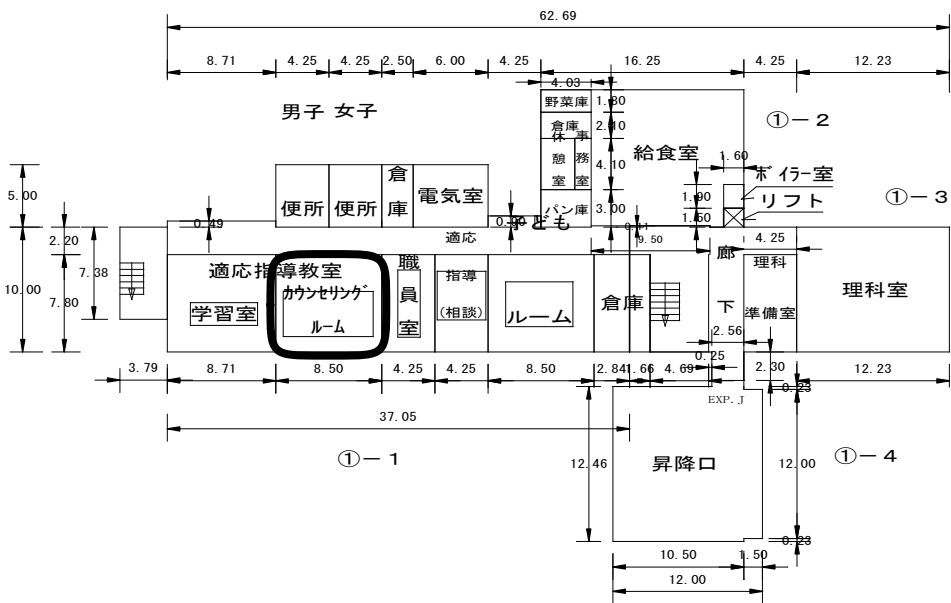 62.69
8.71 4.25 4.25 2.50 6.00 4.25 16.25 4.25 12.23
4.03
野菜庫 1.80
男子 女子
①-2
倉庫 2.10
休憩室 事務室 4.10
給食室
1.60
ボイラー室
5.00
倉庫
電気室
便所 便所
1.90
リフト
①-3
パン庫 3.00
1.60
0.49
0.90
子ども
0.11
9.50
2.20
適応
廊下
4.25
10.00
7.38
7.80
適応指導教室
職員室
指導
(相談)
理科
準備室
理科室
カウンセリング
ルーム
学習室
ルーム
倉庫
2.56
0.25
2.30
3.79 8.71 8.50 4.25 4.25 8.50 2.84 1.66 4.69 12.23
0.23
EXP.J
37.05
①-1
12.46
昇降口
12.00
①-4
0.23
10.50 1.50
12.00